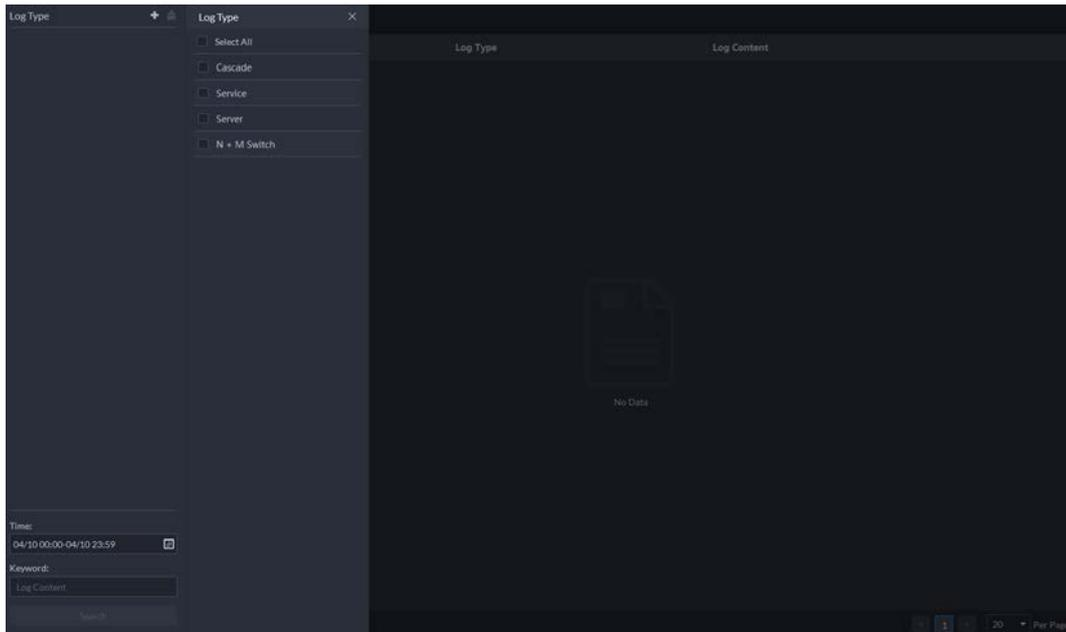 Log Type
Log Type
Select All
Cascade
Service
Server
N + M Switch
Log Type
Log Content
No Data
Time:
04/10 00:00-04/10 23:59
Keyword:
Log Content
Search
1
20
Per Page